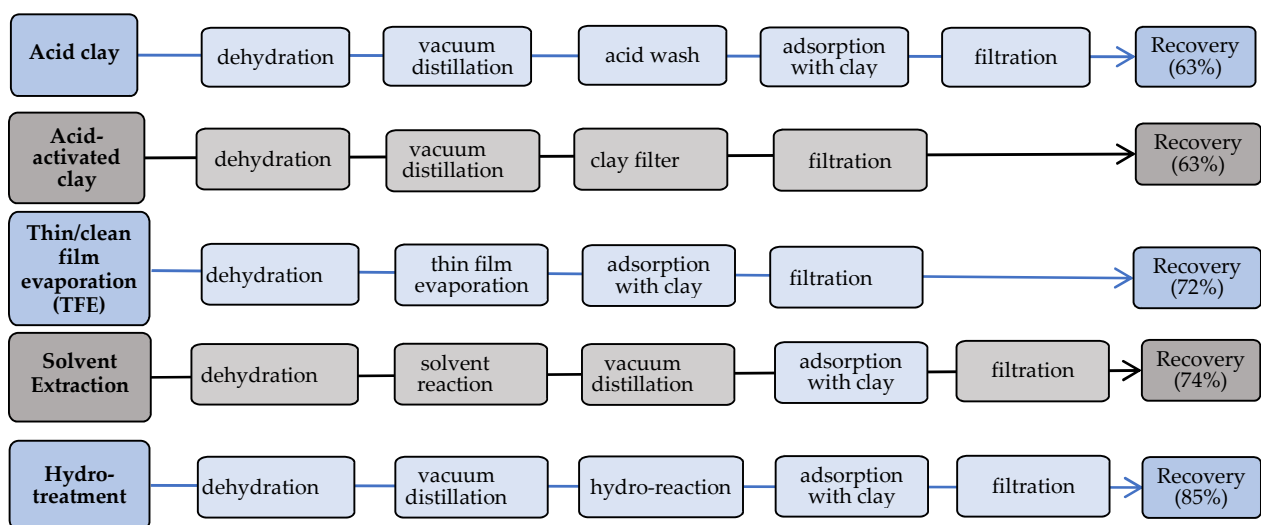 Acid clay
dehydration
vacuum
distillation
acid wash
adsorption
with clay
filtration
Recovery
(63%)
Acid-
activated
clay
dehydration
vacuum
distillation
clay filter
filtration
Recovery
(63%)
Thin/clean
film
evaporation
(TFE)
dehydration
thin film
evaporation
adsorption
with clay
filtration
Recovery
(72%)
Solvent
Extraction
dehydration
solvent
reaction
vacuum
distillation
adsorption
with clay
filtration
Recovery
(74%)
Hydro-
treatment
dehydration
vacuum
distillation
hydro-reaction
adsorption
with clay
filtration
Recovery
(85%)